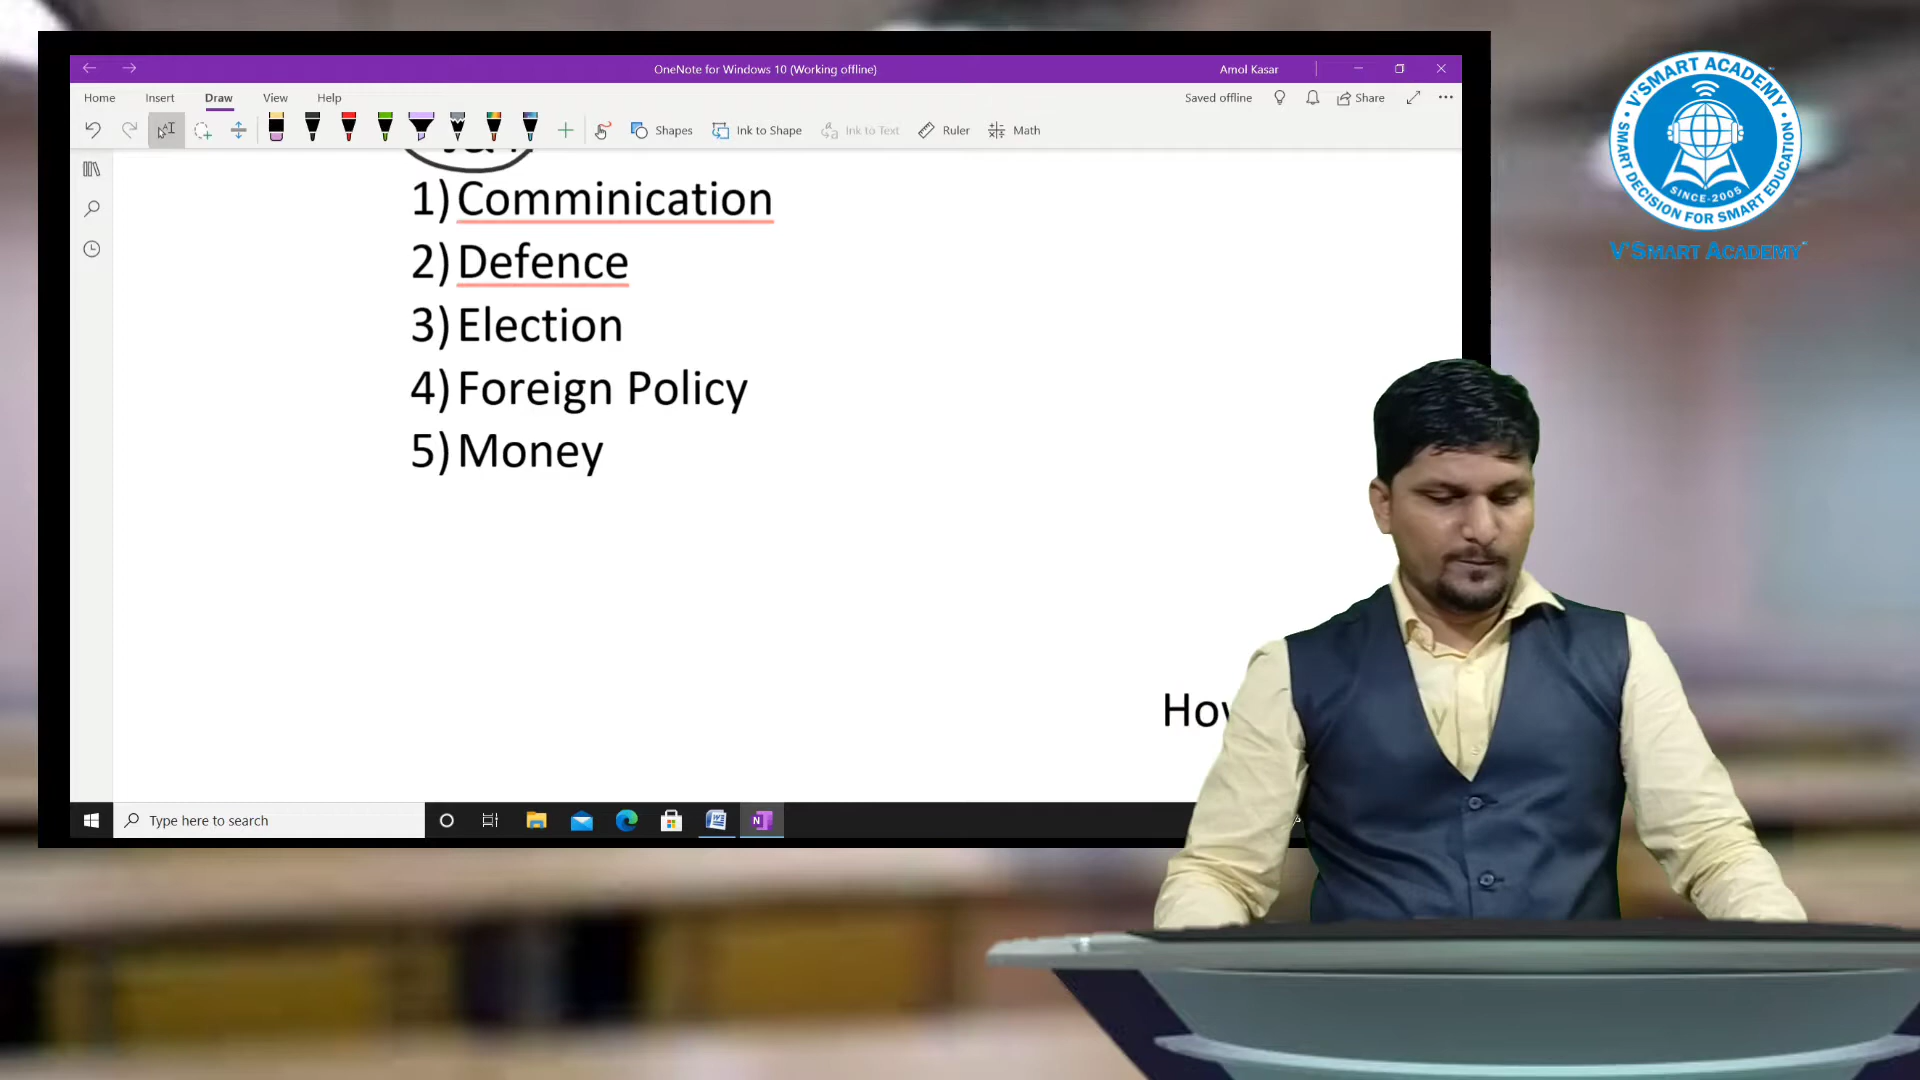 OneNote for Windows 10 (Working offline)
Amol Kasar
Home Insert Draw View Help
Saved offline
Share
Shapes
Ink to Shape
Ink to Text
Ruler
Math
1) Comminication
2) Defence
3) Election
4) Foreign Policy
5) Money
Type here to search
V'SMART ACADEMY
SMART DECISION FOR SMART EDUCATION
SINCE-2005
V'SMART ACADEMY